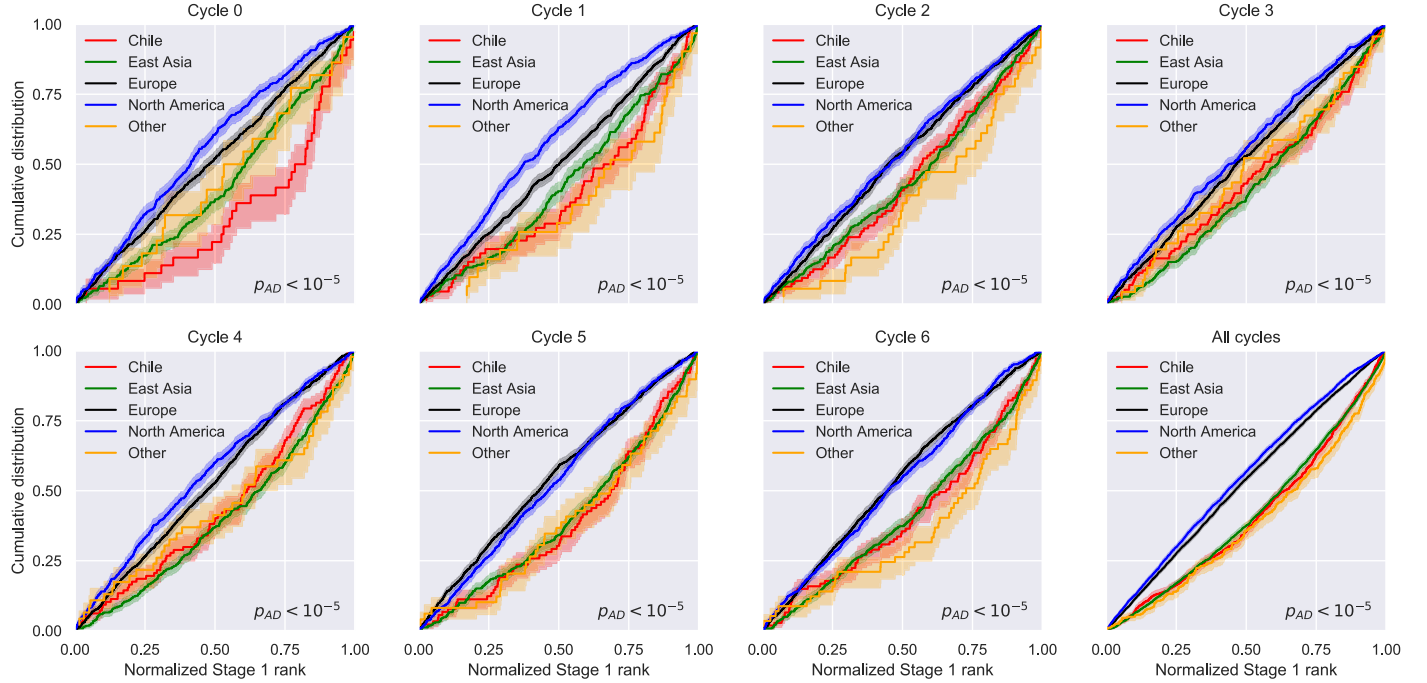 Cycle 0
Cycle 1
Cycle 2
Cycle 3
1.00
0.75
0.50
0.25
0.00
Cumulative distribution
Chile
East Asia
Europe
North America
Other
p_AD < 10^−5
Chile
East Asia
Europe
North America
Other
p_AD < 10^−5
Chile
East Asia
Europe
North America
Other
p_AD < 10^−5
Chile
East Asia
Europe
North America
Other
p_AD < 10^−5
Cycle 4
Cycle 5
Cycle 6
All cycles
1.00
0.75
0.50
0.25
0.00
Cumulative distribution
Chile
East Asia
Europe
North America
Other
p_AD < 10^−5
Chile
East Asia
Europe
North America
Other
p_AD < 10^−5
Chile
East Asia
Europe
North America
Other
p_AD < 10^−5
Chile
East Asia
Europe
North America
Other
p_AD < 10^−5
0.00 0.25 0.50 0.75 1.00
0.00 0.25 0.50 0.75 1.00
0.00 0.25 0.50 0.75 1.00
0.00 0.25 0.50 0.75 1.00
Normalized Stage 1 rank
Normalized Stage 1 rank
Normalized Stage 1 rank
Normalized Stage 1 rank